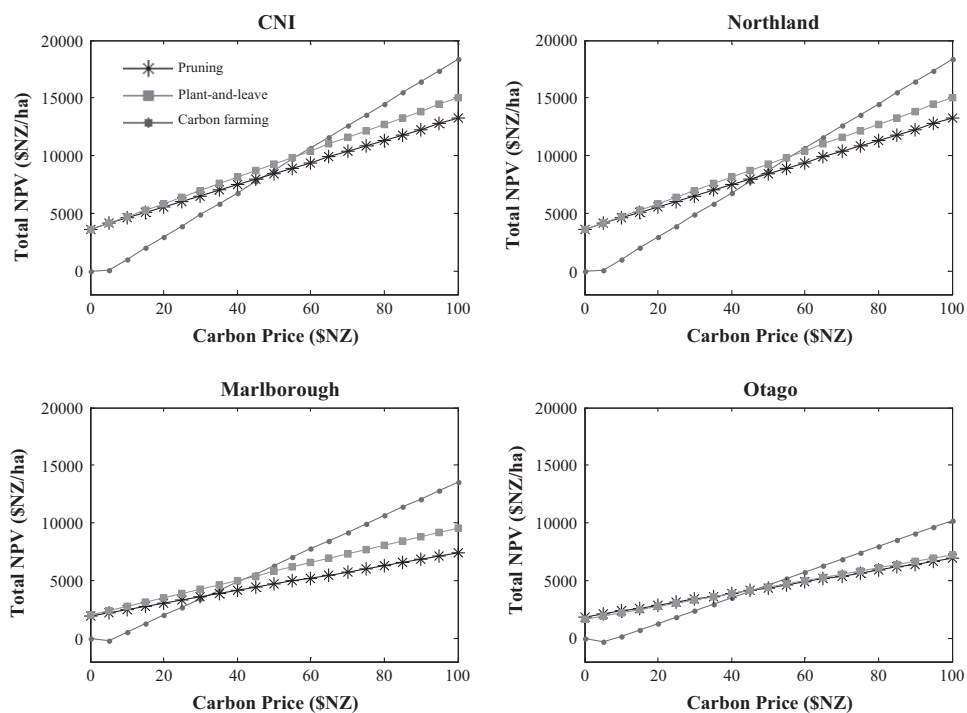 CNI
Total NPV ($NZ/ha)
20000
15000
10000
5000
0
Pruning
Plant-and-leave
Carbon farming
0 20 40 60 80 100
Carbon Price ($NZ)
Northland
Total NPV ($NZ/ha)
20000
15000
10000
5000
0
0 20 40 60 80 100
Carbon Price ($NZ)
Marlborough
Total NPV ($NZ/ha)
20000
15000
10000
5000
0
0 20 40 60 80 100
Carbon Price ($NZ)
Otago
Total NPV ($NZ/ha)
20000
15000
10000
5000
0
0 20 40 60 80 100
Carbon Price ($NZ)